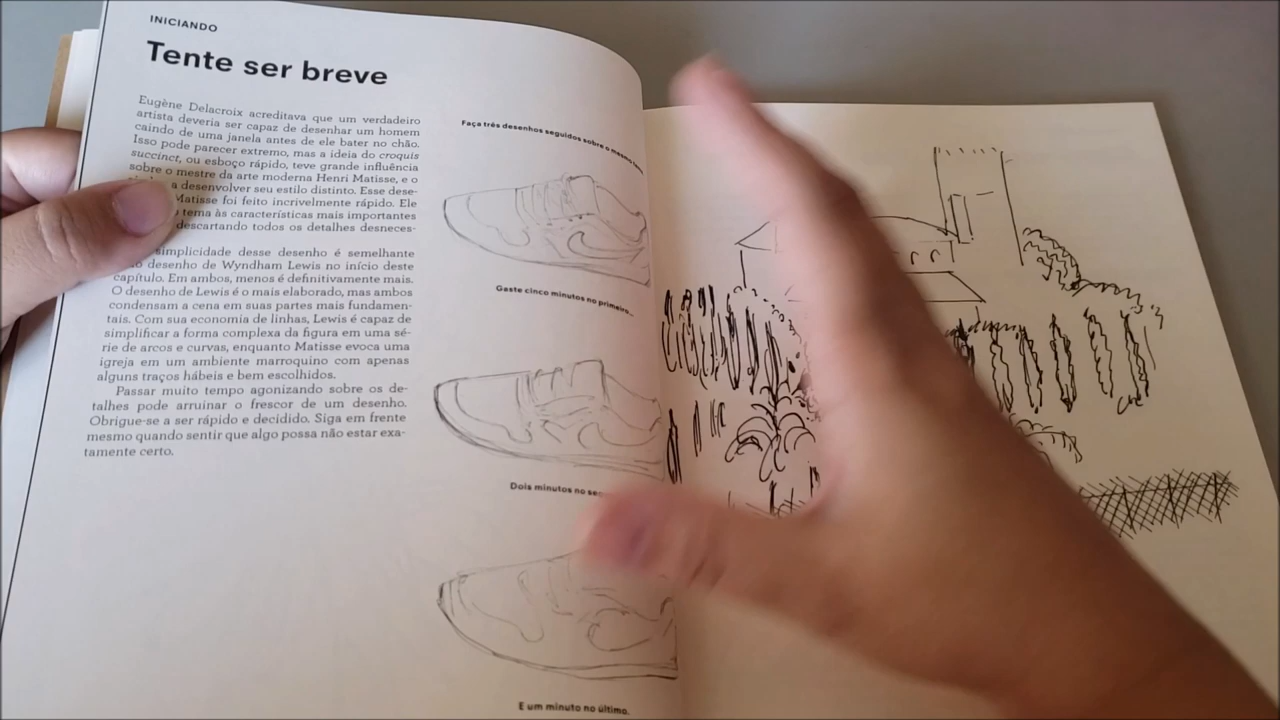 INICIANDO
Tente ser breve
Eugène Delacroix acreditava que um verdadeiro
artista deveria ser capaz de desenhar um homem
caindo de uma janela antes de ele bater no chão.
Isso pode parecer extremo, mas a ideia do croquis
succinct, ou esboço rápido, teve grande influência
sobre o mestre da arte moderna Henri Matisse, e o
a desenvolver seu estilo distinto. Esse dese-
Matisse foi feito incrivelmente rápido. Ele
tema às características mais importantes
descartando todos os detalhes desneces-
simplicidade desse desenho é semelhante
desenho de Wyndham Lewis no início deste
capítulo. Em ambos, menos é definitivamente mais.
O desenho de Lewis é o mais elaborado, mas ambos
condensam a cena em suas partes mais fundamen-
tais. Com sua economia de linhas, Lewis é capaz de
simplificar a forma complexa da figura em uma sé-
rie de arcos e curvas, enquanto Matisse evoca uma
igreja em um ambiente marroquino com apenas
alguns traços hábeis e bem escolhidos.
Passar muito tempo agonizando sobre os de-
talhes pode arruinar o frescor de um desenho.
Obrigue-se a ser rápido e decidido. Siga em frente
mesmo quando sentir que algo possa não estar exa-
tamente certo.
Faça três desenhos seguidos sobre o mesmo
Gaste cinco minutos no primeiro...
Dois minutos no
E um minuto no último.